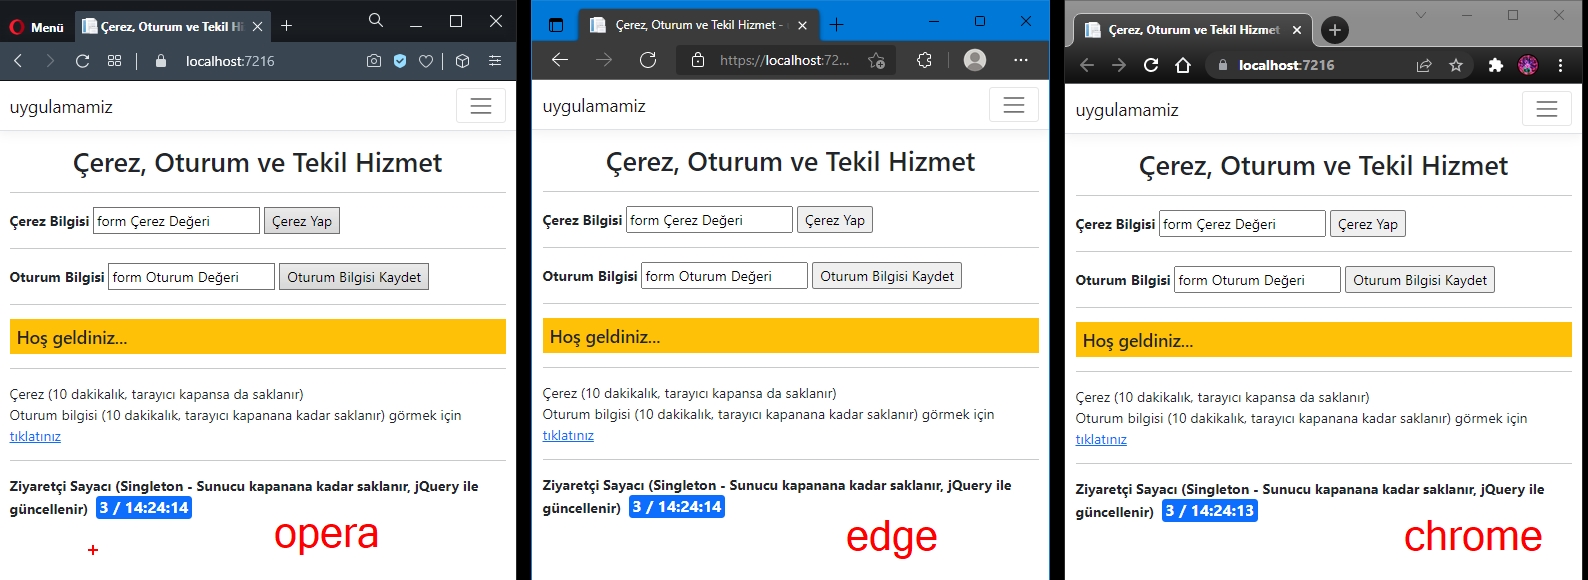 Menü
Çerez, Oturum ve Tekil Hi
localhost:7216
uygulamamiz
Çerez, Oturum ve Tekil Hizmet
Çerez Bilgisi form Çerez Değeri Çerez Yap
Oturum Bilgisi form Oturum Değeri Oturum Bilgisi Kaydet
Hoş geldiniz...
Çerez (10 dakikalık, tarayıcı kapansa da saklanır)
Oturum bilgisi (10 dakikalık, tarayıcı kapanana kadar saklanır) görmek için
tıklatınız
Ziyaretçi Sayacı (Singleton - Sunucu kapanana kadar saklanır, jQuery ile
güncellenir) 3 / 14:24:14
opera
Çerez, Oturum ve Tekil Hizmet -
https://localhost:72...
uygulamamiz
Çerez, Oturum ve Tekil Hizmet
Çerez Bilgisi form Çerez Değeri Çerez Yap
Oturum Bilgisi form Oturum Değeri Oturum Bilgisi Kaydet
Hoş geldiniz...
Çerez (10 dakikalık, tarayıcı kapansa da saklanır)
Oturum bilgisi (10 dakikalık, tarayıcı kapanana kadar saklanır) görmek için
tıklatınız
Ziyaretçi Sayacı (Singleton - Sunucu kapanana kadar saklanır, jQuery ile
güncellenir) 3 / 14:24:14
edge
Çerez, Oturum ve Tekil Hizmet
localhost:7216
uygulamamiz
Çerez, Oturum ve Tekil Hizmet
Çerez Bilgisi form Çerez Değeri Çerez Yap
Oturum Bilgisi form Oturum Değeri Oturum Bilgisi Kaydet
Hoş geldiniz...
Çerez (10 dakikalık, tarayıcı kapansa da saklanır)
Oturum bilgisi (10 dakikalık, tarayıcı kapanana kadar saklanır) görmek için
tıklatınız
Ziyaretçi Sayacı (Singleton - Sunucu kapanana kadar saklanır, jQuery ile
güncellenir) 3 / 14:24:13
chrome